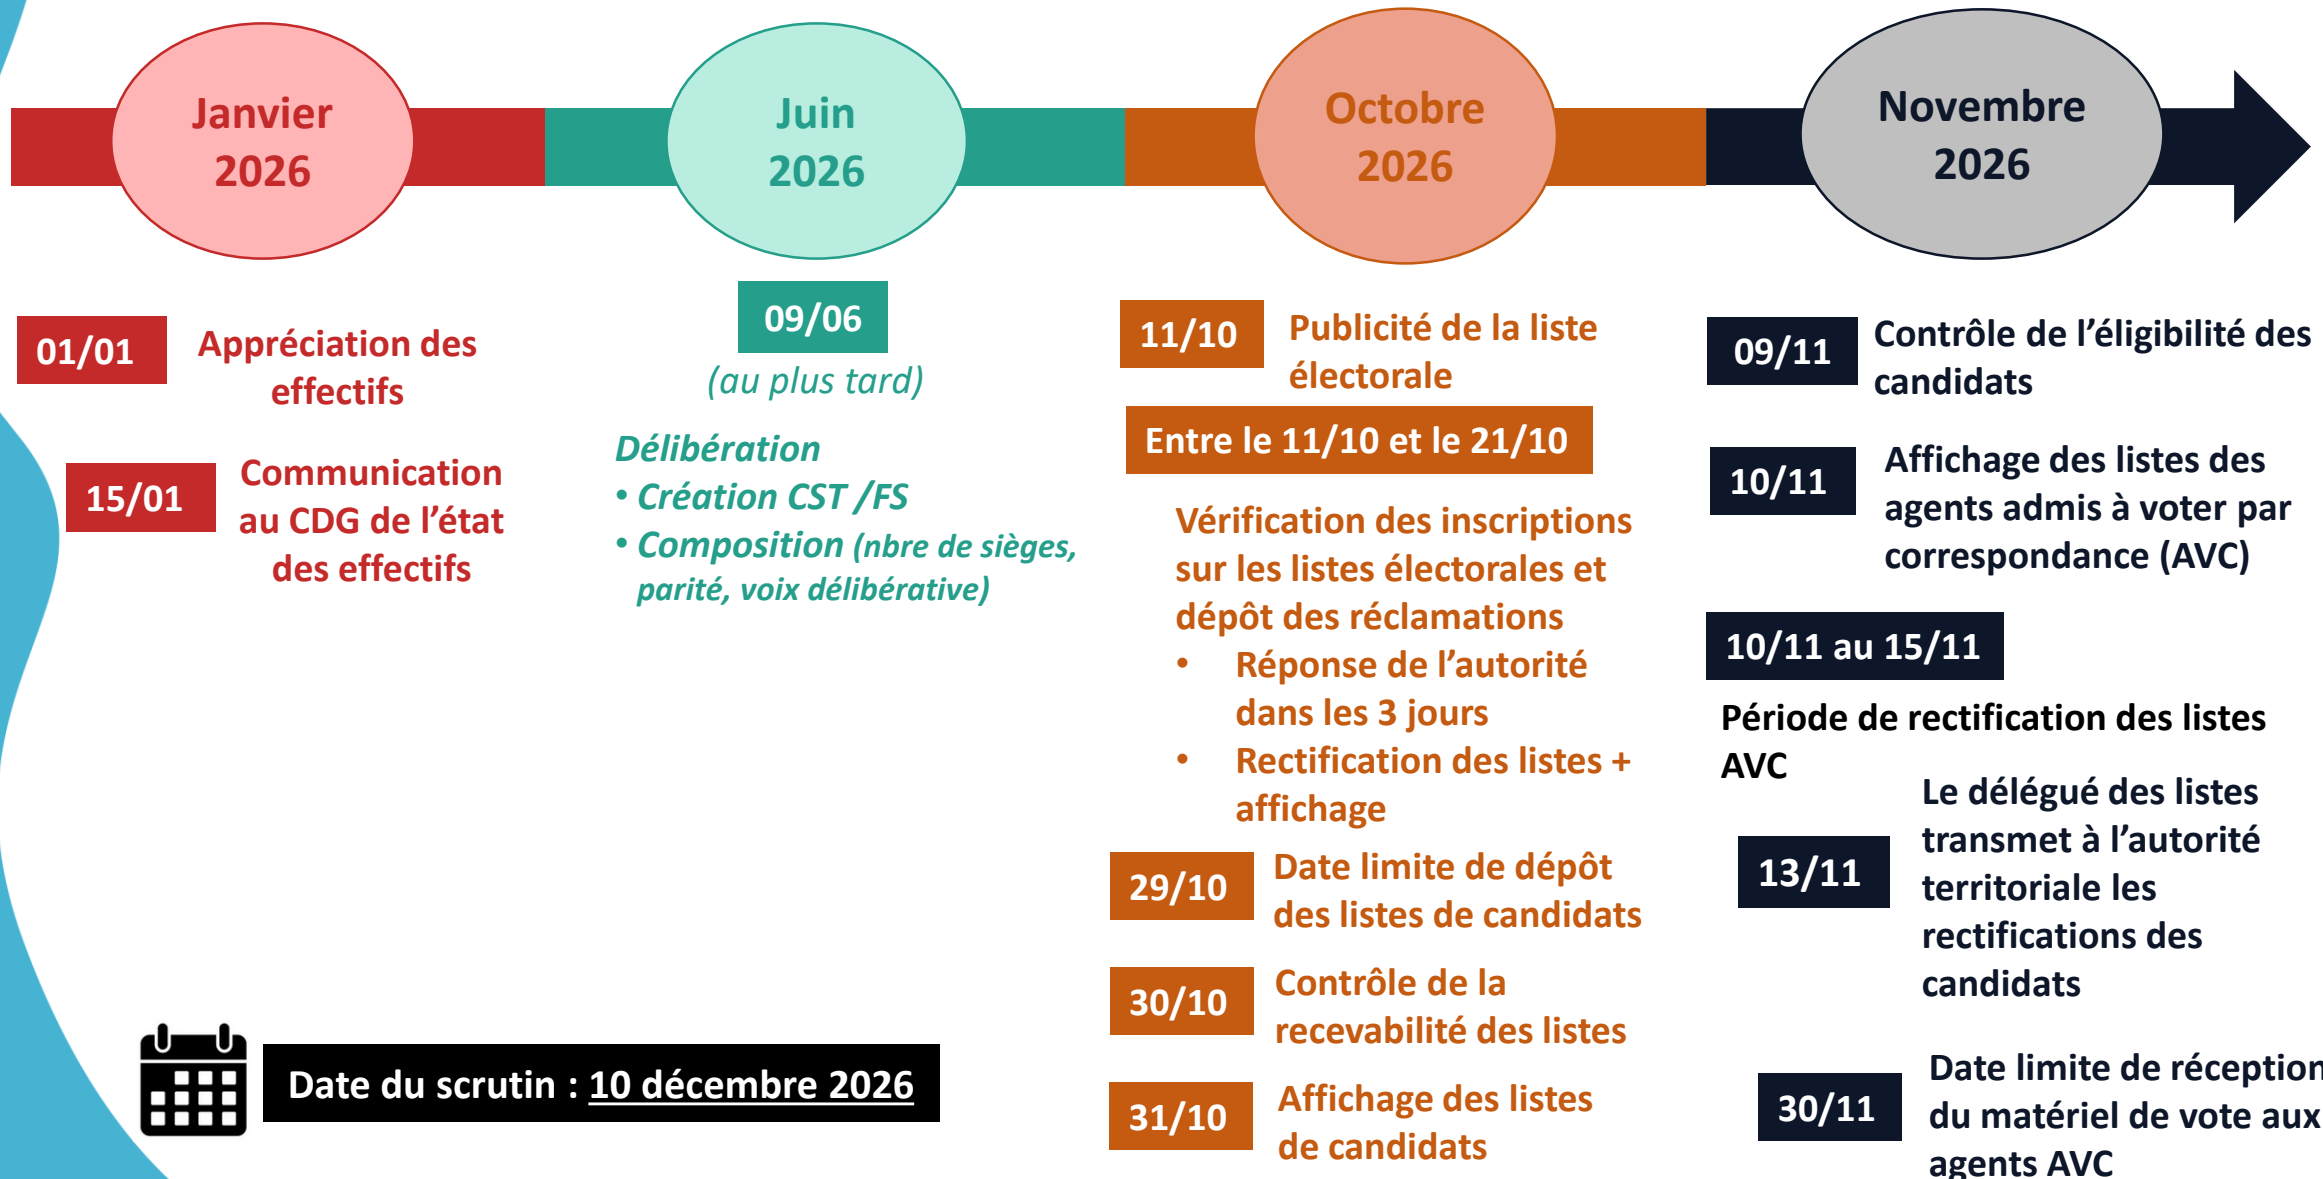 Janvier
2026
Juin
2026
Octobre
2026
Novembre
2026
01/01
Appréciation des
effectifs
15/01
Communication
au CDG de l’état
des effectifs
09/06
(au plus tard)
Délibération
• Création CST /FS
• Composition (nbre de sièges,
parité, voix délibérative)
11/10
Publicité de la liste
électorale
Entre le 11/10 et le 21/10
Vérification des inscriptions
sur les listes électorales et
dépôt des réclamations
• Réponse de l’autorité
dans les 3 jours
• Rectification des listes +
affichage
29/10
Date limite de dépôt
des listes de candidats
30/10
Contrôle de la
recevabilité des listes
31/10
Affichage des listes
de candidats
09/11
Contrôle de l’éligibilité des
candidats
10/11
Affichage des listes des
agents admis à voter par
correspondance (AVC)
10/11 au 15/11
Période de rectification des listes
AVC
13/11
Le délégué des listes
transmet à l’autorité
territoriale les
rectifications des
candidats
30/11
Date limite de réception
du matériel de vote aux
agents AVC
Date du scrutin : 10 décembre 2026